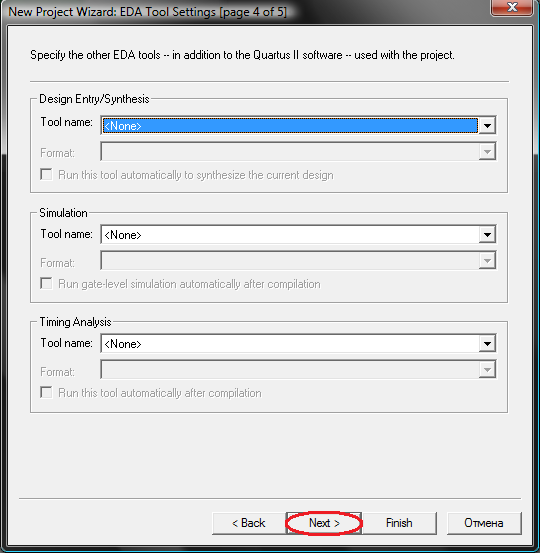 New Project Wizard: EDA Tool Settings [page 4 of 5]
Specify the other EDA tools -- in addition to the Quartus II software -- used with the project.
Design Entry/Synthesis
Tool name: <None>
Format:
Run this tool automatically to synthesize the current design
Simulation
Tool name: <None>
Format:
Run gate-level simulation automatically after compilation
Timing Analysis
Tool name: <None>
Format:
Run this tool automatically after compilation
< Back Next > Finish Отмена